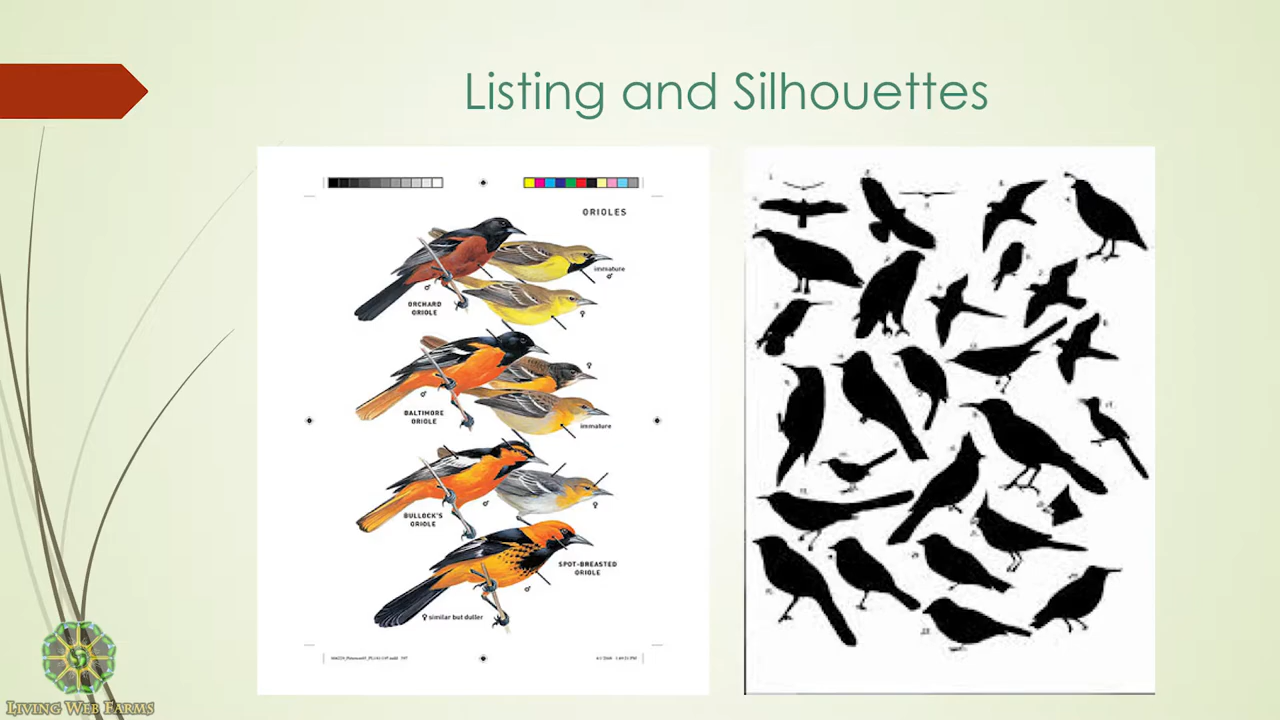 Listing and Silhouettes
ORIOLES
immature
♂
♂
ORCHARD
ORIOLE
♀
♀
♂
BALTIMORE
ORIOLE
immature
♂
♀
BULLOCK'S
ORIOLE
SPOT-BREASTED
ORIOLE
♂
♀ similar but duller
LIVING WEB FARMS